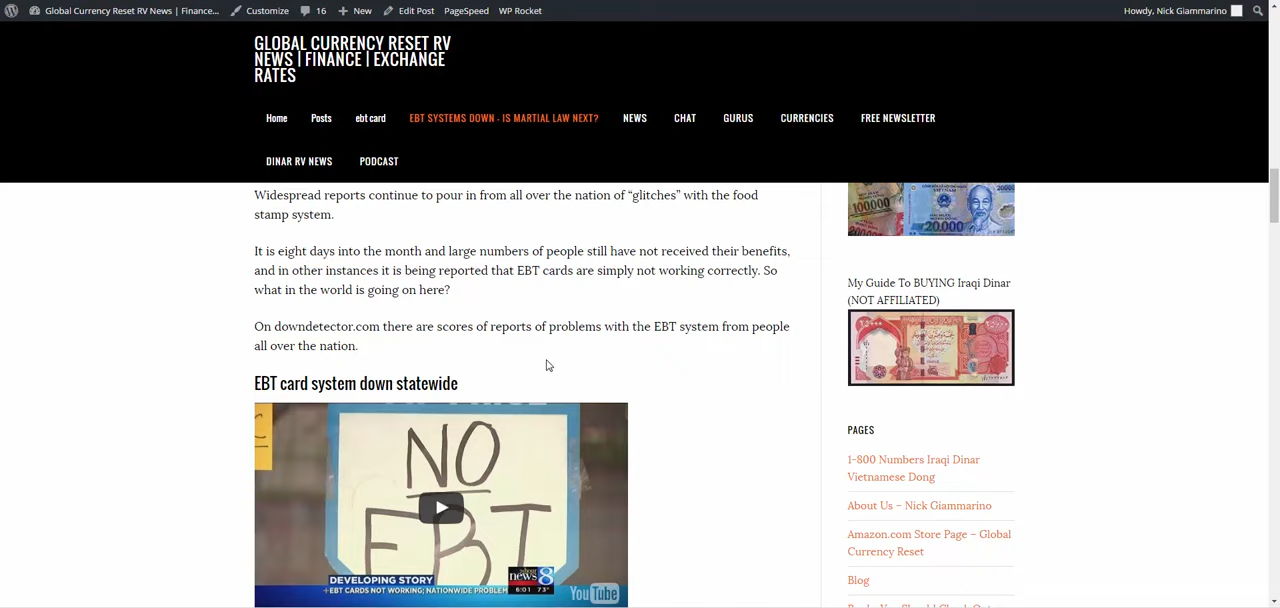 Global Currency Reset RV News | Finance... Customize 16 New Edit Post PageSpeed WP Rocket Howdy, Nick Giammarino
GLOBAL CURRENCY RESET RV
NEWS | FINANCE | EXCHANGE
RATES
Home Posts ebt card EBT SYSTEMS DOWN - IS MARTIAL LAW NEXT? NEWS CHAT GURUS CURRENCIES FREE NEWSLETTER
DINAR RV NEWS PODCAST
Widespread reports continue to pour in from all over the nation of “glitches” with the food
stamp system.
It is eight days into the month and large numbers of people still have not received their benefits,
and in other instances it is being reported that EBT cards are simply not working correctly. So
what in the world is going on here?
On downdetector.com there are scores of reports of problems with the EBT system from people
all over the nation.
EBT card system down statewide
NO
EBT
DEVELOPING STORY
EBT CARDS NOT WORKING; NATIONWIDE PROBLEM
news 8
6:01 73°
YouTube
100,000
20,000
My Guide To BUYING Iraqi Dinar
(NOT AFFILIATED)
PAGES
1-800 Numbers Iraqi Dinar
Vietnamese Dong
About Us – Nick Giammarino
Amazon.com Store Page – Global
Currency Reset
Blog